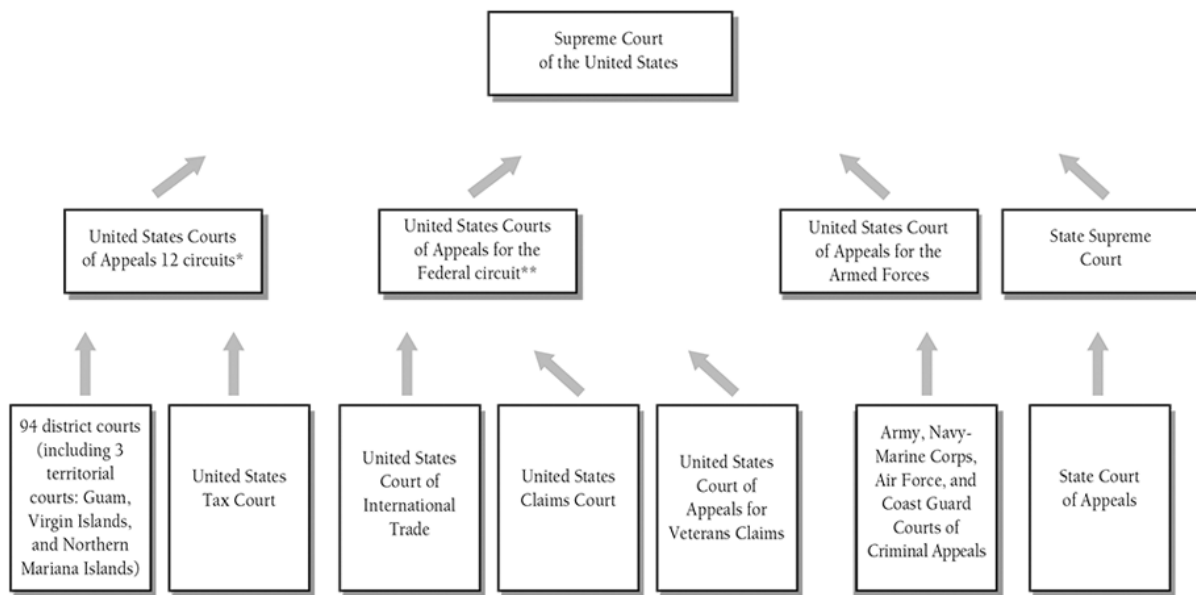 Supreme Court
of the United States
United States Courts
of Appeals 12 circuits*
United States Courts
of Appeals for the
Federal circuit**
United States Court
of Appeals for the
Armed Forces
State Supreme
Court
94 district courts
(including 3
territorial
courts: Guam,
Virgin Islands,
and Northern
Mariana Islands)
United States
Tax Court
United States
Court of
International
Trade
United States
Claims Court
United States
Court of
Appeals for
Veterans Claims
Army, Navy-
Marine Corps,
Air Force, and
Coast Guard
Courts of
Criminal Appeals
State Court
of Appeals